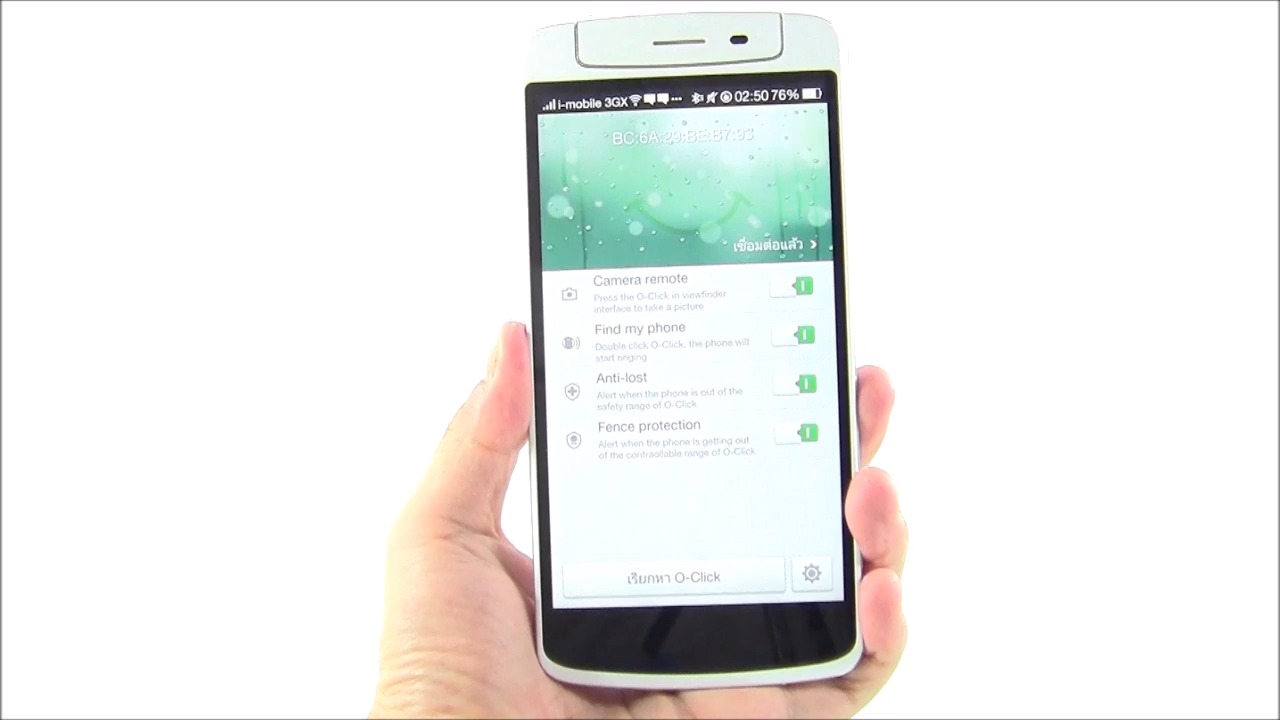 i-mobile 3GX 02:50 76%
BC:6A:29:BE:B7:93
เชื่อมต่อแล้ว
Camera remote
Press the O-Click in viewfinder
interface to take a picture
Find my phone
Double click O-Click, the phone will
start ringing
Anti-lost
Alert when the phone is out of the
safety range of O-Click
Fence protection
Alert when the phone is getting out
of the controllable range of O-Click
เรียกหา O-Click